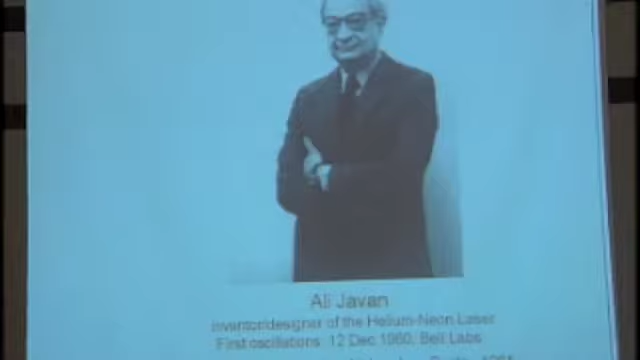 Ali Javan
Inventor/designer of the Helium-Neon Laser
First oscillations: 12 Dec 1960, Bell Labs